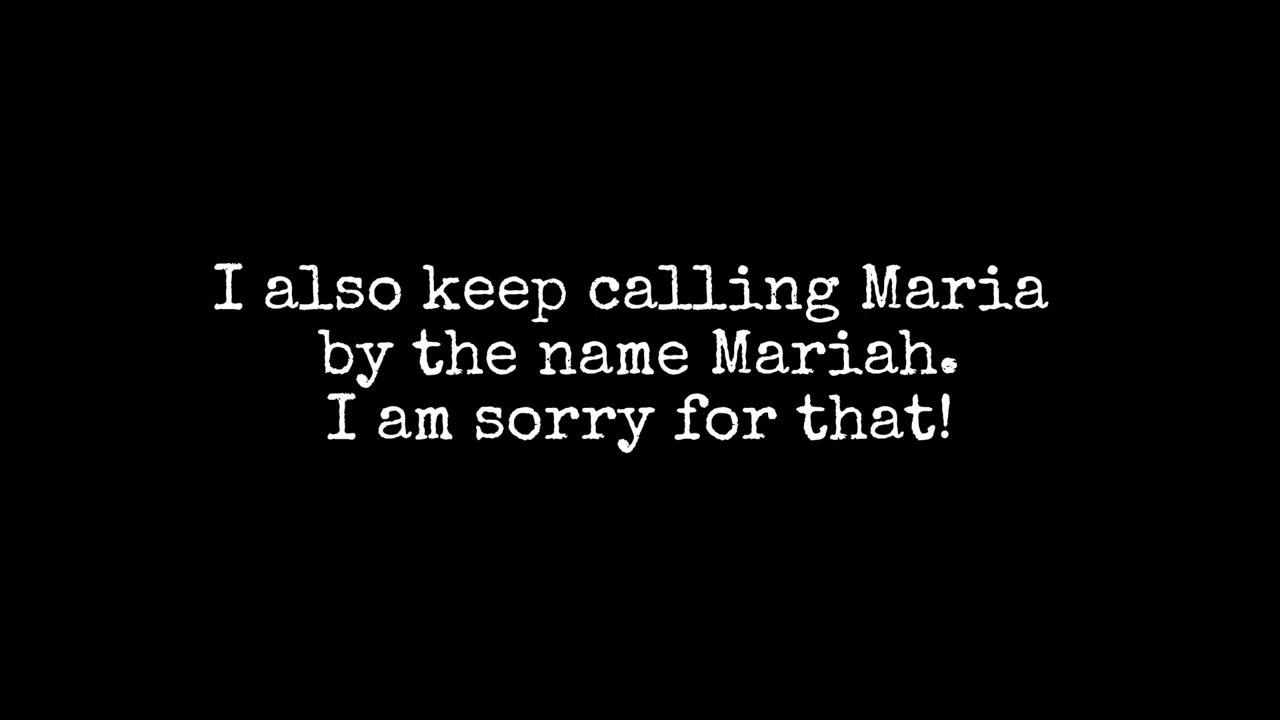 I also keep calling Maria
by the name Mariah.
I am sorry for that!